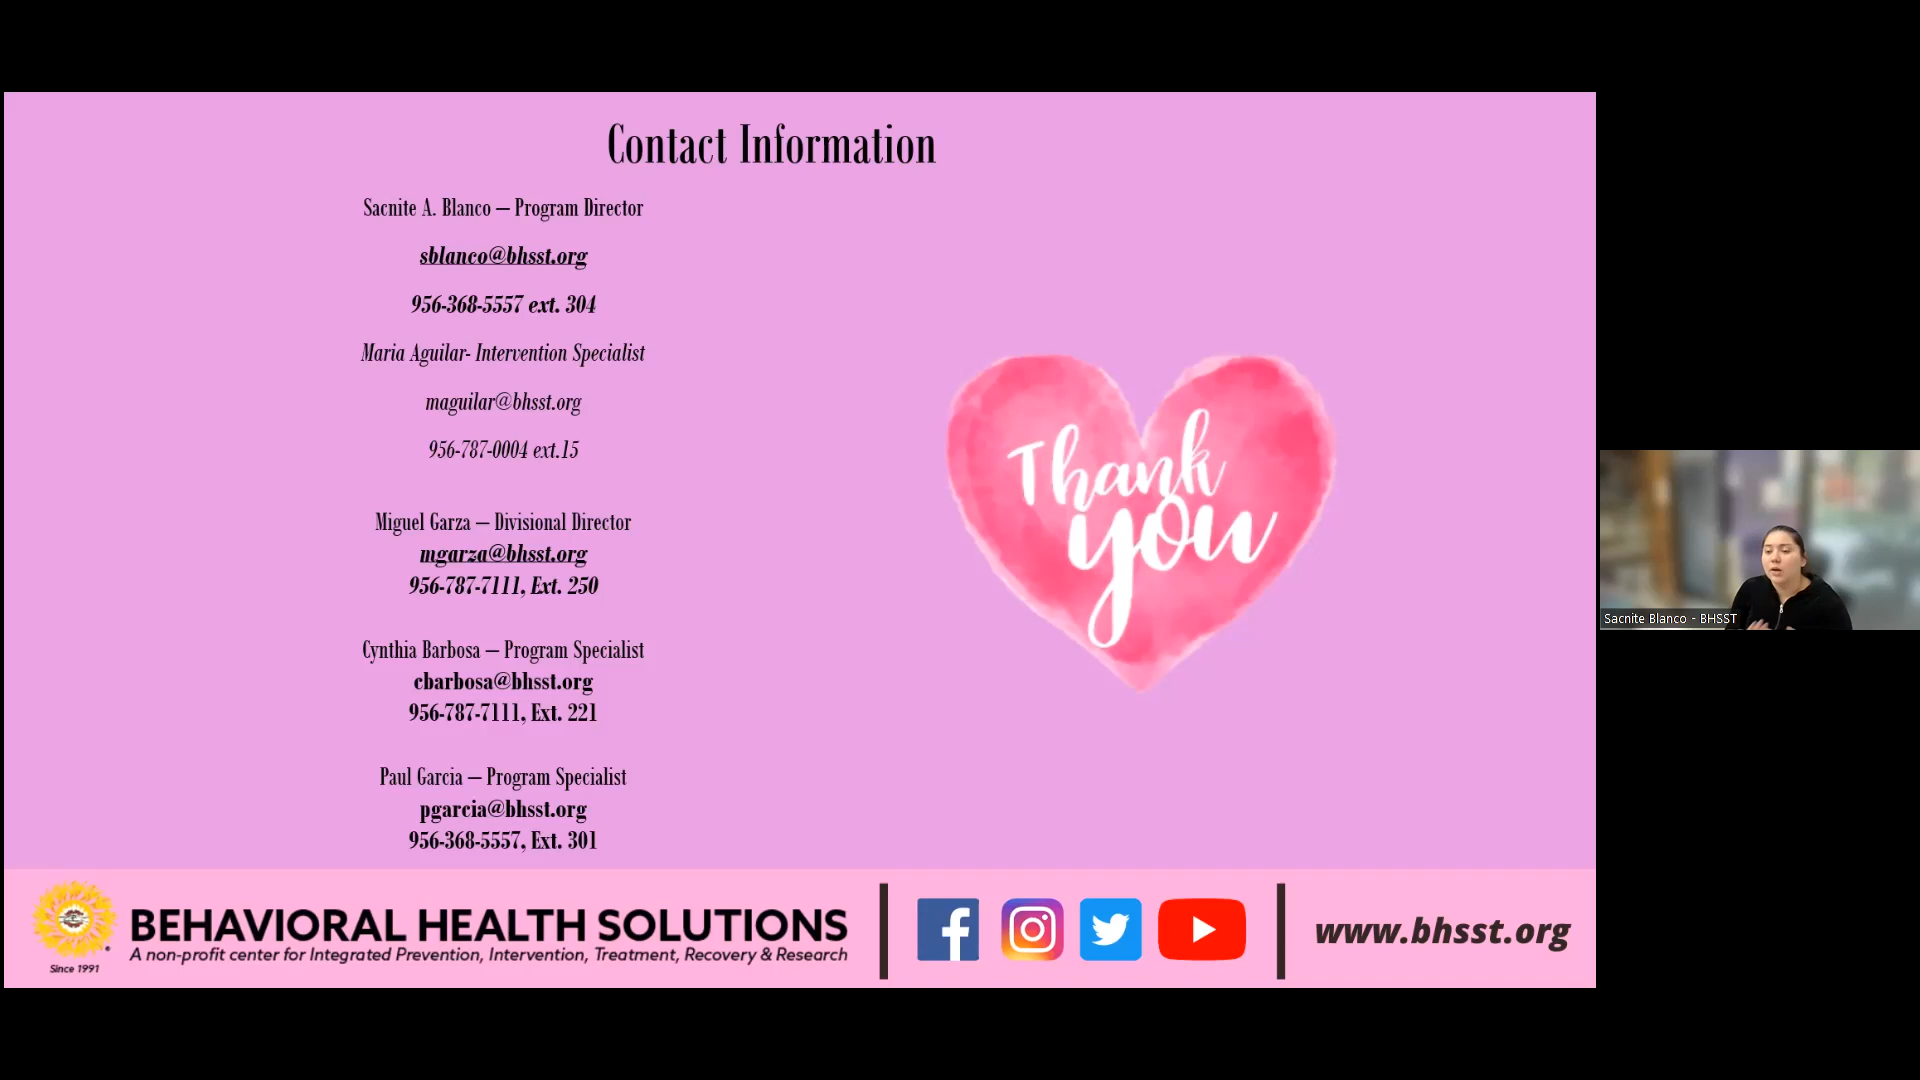 Contact Information
Sacnite A. Blanco – Program Director
sblanco@bhsst.org
956-368-5557 ext. 304
Maria Aguilar- Intervention Specialist
maguilar@bhsst.org
956-787-0004 ext.15
Miguel Garza – Divisional Director
mgarza@bhsst.org
956-787-7111, Ext. 250
Cynthia Barbosa – Program Specialist
cbarbosa@bhsst.org
956-787-7111, Ext. 221
Paul Garcia – Program Specialist
pgarcia@bhsst.org
956-368-5557, Ext. 301
Thank
you
Sacnite Blanco - BHSST
BEHAVIORAL HEALTH SOLUTIONS
A non-profit center for Integrated Prevention, Intervention, Treatment, Recovery & Research
Since 1991
www.bhsst.org